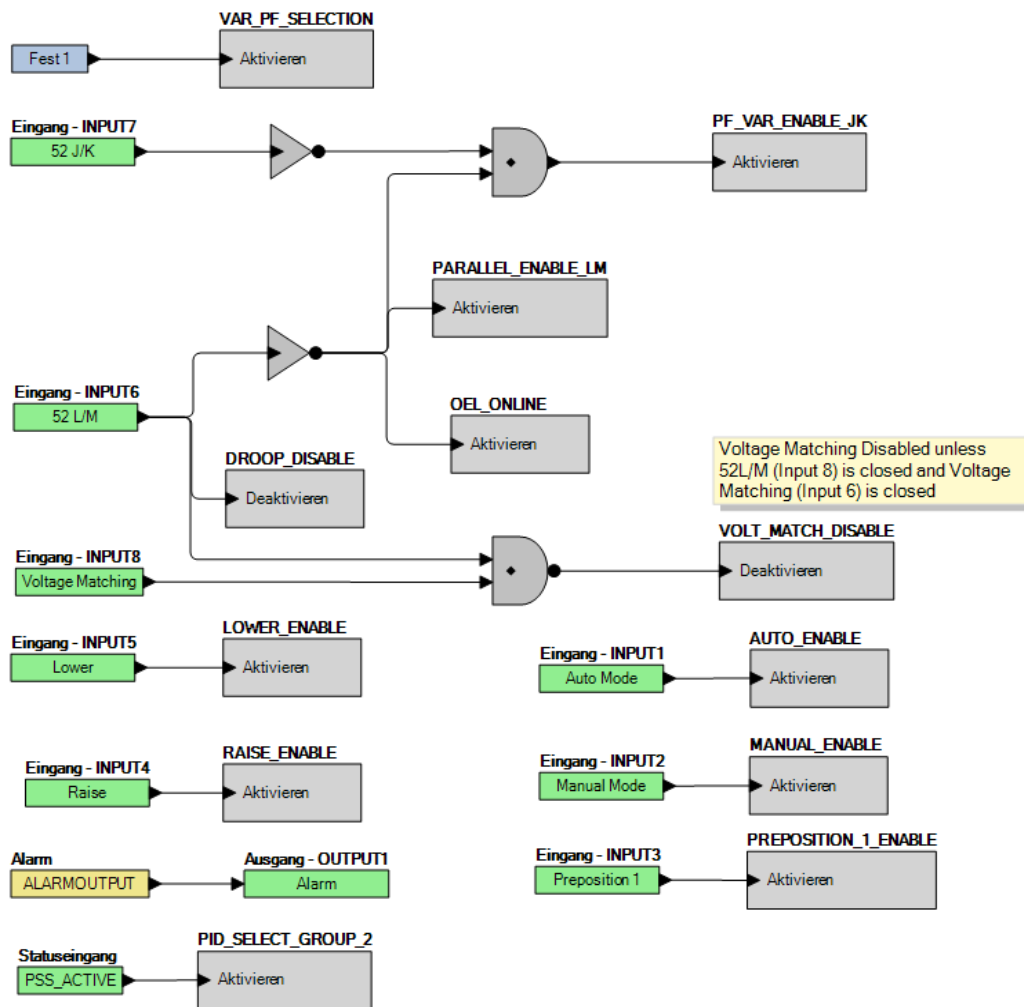 VAR_PF_SELECTION
Fest 1
Aktivieren
Eingang - INPUT7
52 J/K
PF_VAR_ENABLE_JK
Aktivieren
PARALLEL_ENABLE_LM
Aktivieren
Eingang - INPUT6
52 L/M
OEL_ONLINE
Aktivieren
DROOP_DISABLE
Deaktivieren
Voltage Matching Disabled unless
52L/M (Input 8) is closed and Voltage
Matching (Input 6) is closed
Eingang - INPUT8
Voltage Matching
VOLT_MATCH_DISABLE
Deaktivieren
Eingang - INPUT5
Lower
LOWER_ENABLE
Aktivieren
Eingang - INPUT1
Auto Mode
AUTO_ENABLE
Aktivieren
Eingang - INPUT4
Raise
RAISE_ENABLE
Aktivieren
Eingang - INPUT2
Manual Mode
MANUAL_ENABLE
Aktivieren
Alarm
ALARMOUTPUT
Ausgang - OUTPUT1
Alarm
Eingang - INPUT3
Preposition 1
PREPOSITION_1_ENABLE
Aktivieren
Statuseingang
PSS_ACTIVE
PID_SELECT_GROUP_2
Aktivieren